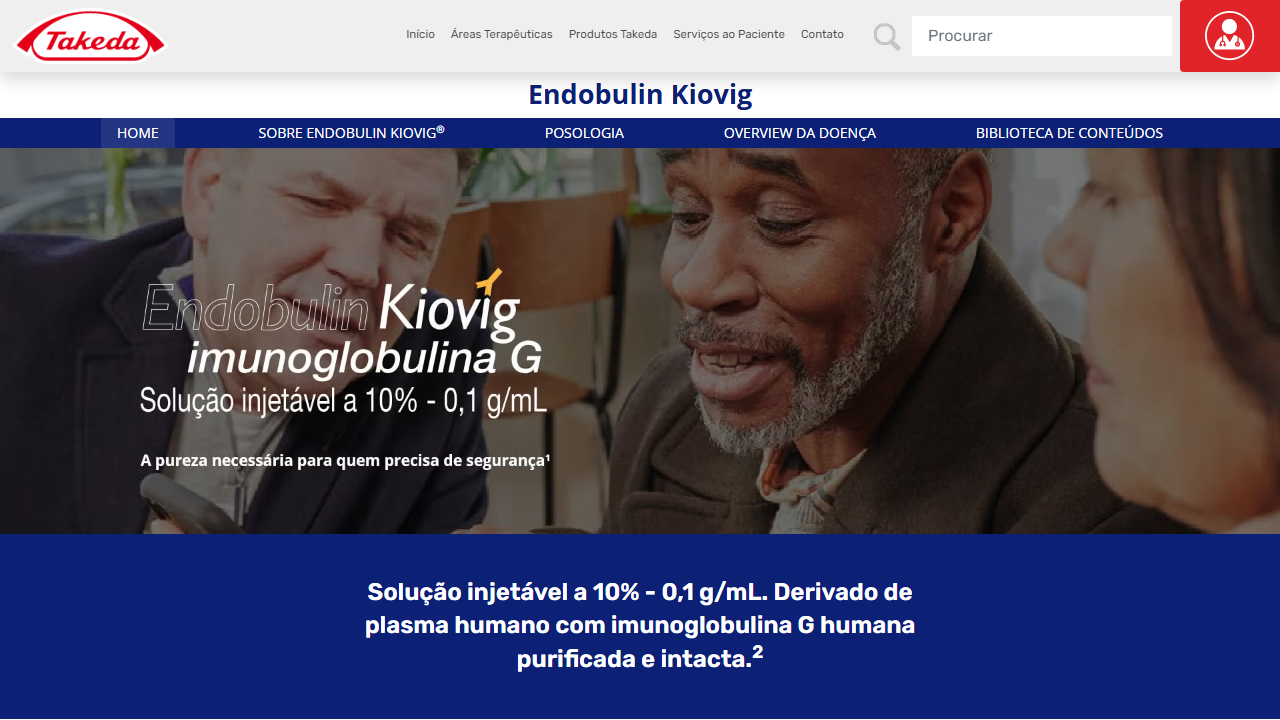 Takeda
Início
Áreas Terapêuticas
Produtos Takeda
Serviços ao Paciente
Contato
Procurar
Endobulin Kiovig
HOME
SOBRE ENDOBULIN KIOVIG®
POSOLOGIA
OVERVIEW DA DOENÇA
BIBLIOTECA DE CONTEÚDOS
Endobulin Kiovig
imunoglobulina G
Solução injetável a 10% - 0,1 g/mL
A pureza necessária para quem precisa de segurança¹
Solução injetável a 10% - 0,1 g/mL. Derivado de
plasma humano com imunoglobulina G humana
purificada e intacta.²